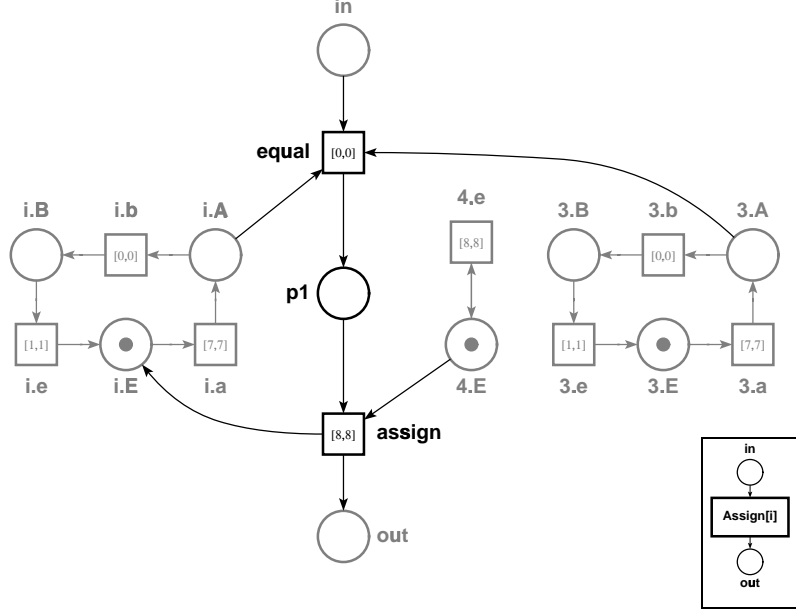 in
equal
[0,0]
4.e
i.B
i.b
i.A
3.B
3.b
3.A
[0,0]
[8,8]
[0,0]
p1
[1,1]
[7,7]
[1,1]
[7,7]
i.e
i.E
i.a
4.E
3.e
3.E
3.a
[8,8]
assign
in
Assign[i]
out
out